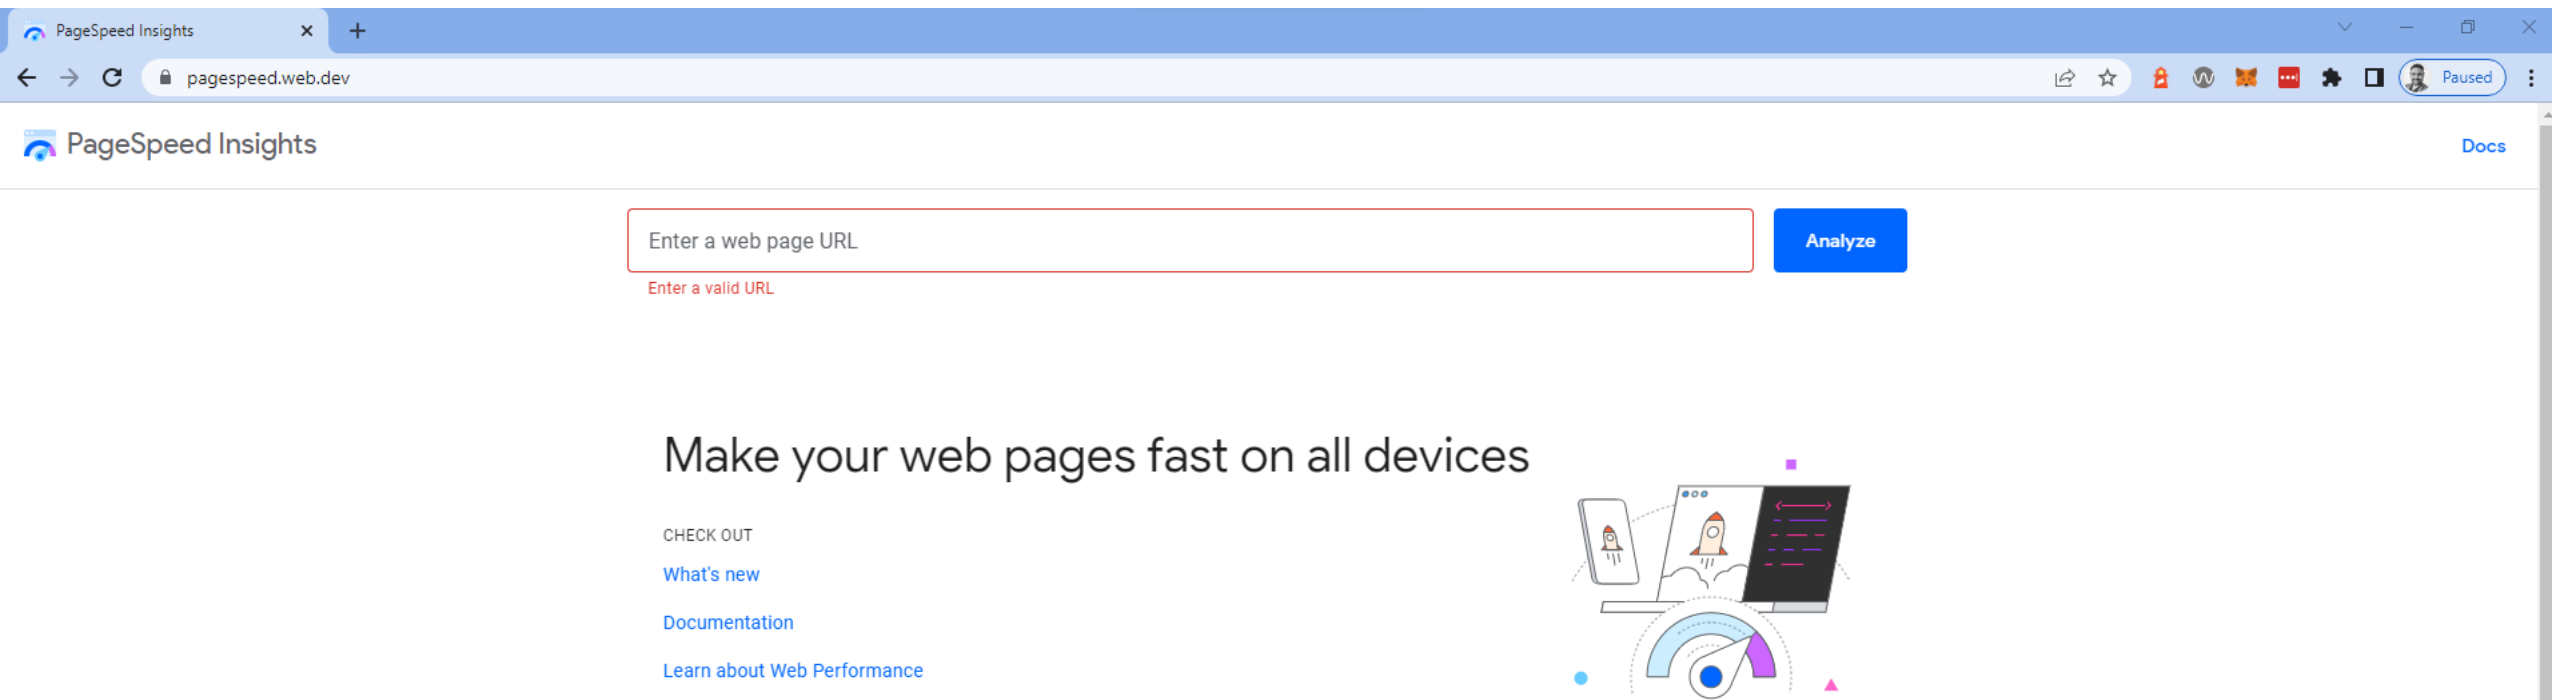 PageSpeed Insights
pagespeed.web.dev
Paused
PageSpeed Insights
Docs
Enter a web page URL
Analyze
Enter a valid URL
Make your web pages fast on all devices
CHECK OUT
What's new
Documentation
Learn about Web Performance